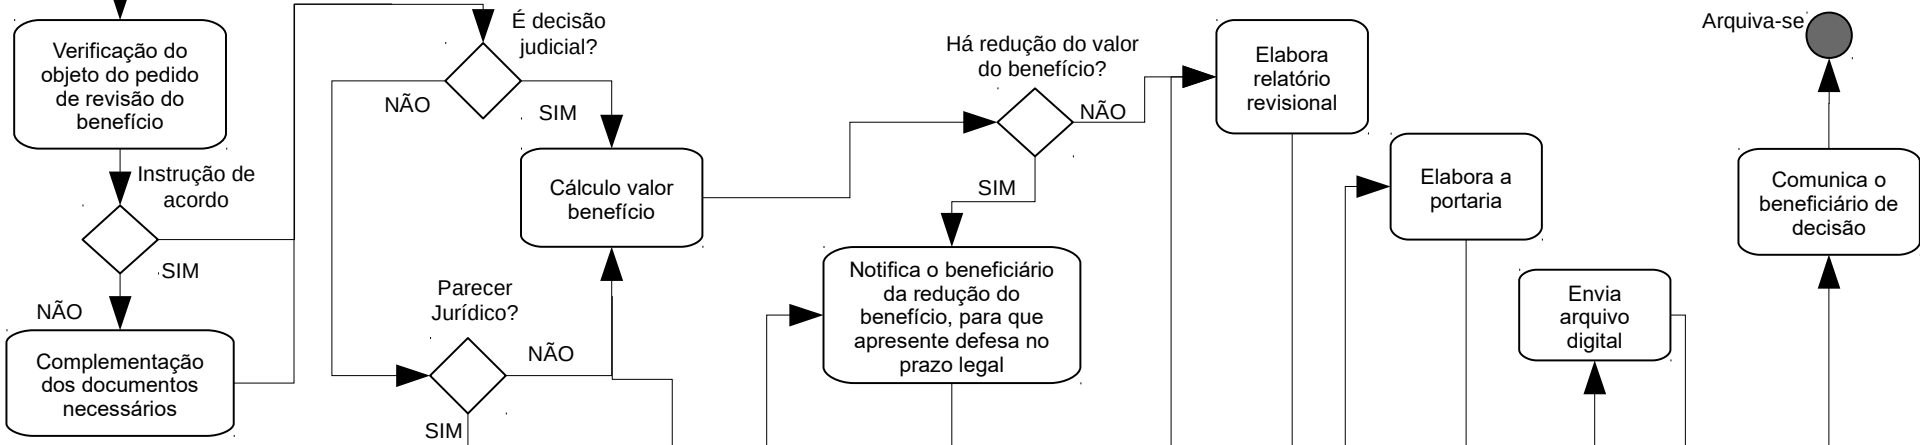 Verificação do
objeto do pedido
de revisão do
benefício
Instrução de
acordo
SIM
NÃO
Complementação
dos documentos
necessários
É decisão
judicial?
NÃO
SIM
Cálculo valor
benefício
Parecer
Jurídico?
NÃO
SIM
Há redução do valor
do benefício?
NÃO
SIM
Notifica o beneficiário
da redução do
benefício, para que
apresente defesa no
prazo legal
Elabora
relatório
revisional
Elabora a
portaria
Envia
arquivo
digital
Arquiva-se
Comunica o
beneficiário de
decisão